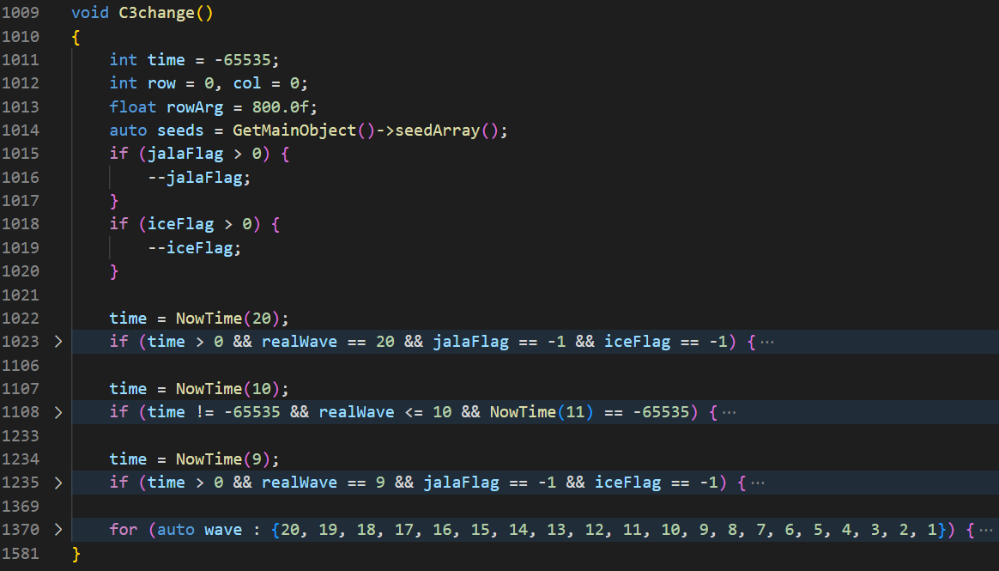 1009 void C3change()
1010 {
1011 int time = -65535;
1012 int row = 0, col = 0;
1013 float rowArg = 800.0f;
1014 auto seeds = GetMainObject()->seedArray();
1015 if (jalaFlag > 0) {
1016 --jalaFlag;
1017 }
1018 if (iceFlag > 0) {
1019 --iceFlag;
1020 }
1021
1022 time = NowTime(20);
1023 > if (time > 0 && realWave == 20 && jalaFlag == -1 && iceFlag == -1) {···
1106
1107 time = NowTime(10);
1108 > if (time != -65535 && realWave <= 10 && NowTime(11) == -65535) {···
1233
1234 time = NowTime(9);
1235 > if (time > 0 && realWave == 9 && jalaFlag == -1 && iceFlag == -1) {···
1369
1370 > for (auto wave : {20, 19, 18, 17, 16, 15, 14, 13, 12, 11, 10, 9, 8, 7, 6, 5, 4, 3, 2, 1}) {···
1581 }